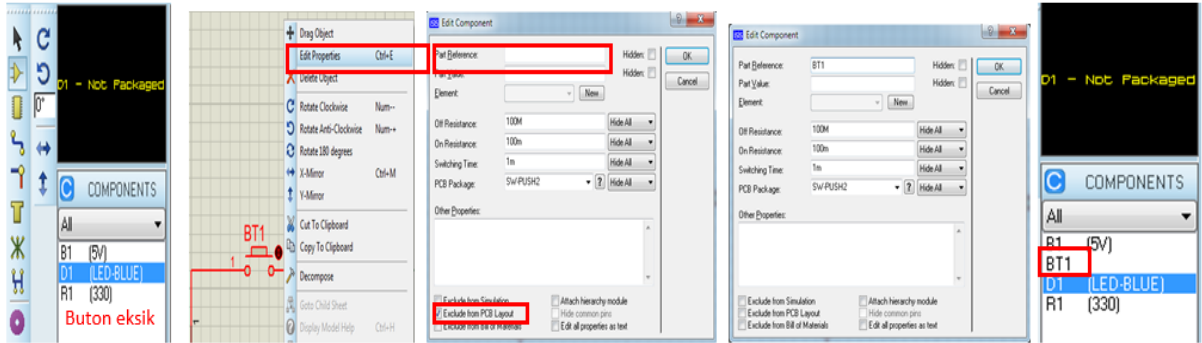 0°
D1 - Not Packaged
COMPONENTS
All
B1 (5V)
D1 (LED-BLUE)
R1 (330)
Buton eksik
BT1
1
Drag Object
Edit Properties Ctrl+E
Delete Object
Rotate Clockwise Num--
Rotate Anti-Clockwise Num-+
Rotate 180 degrees
X-Mirror Ctrl+M
Y-Mirror
Cut To Clipboard
Copy To Clipboard
Decompose
Goto Child Sheet
Display Model Help Ctrl+H
Edit Component
Part Reference: Hidden:
Part Value: Hidden:
Element: New
OK
Cancel
Off Resistance: 100M Hide All
On Resistance: 100m Hide All
Switching Time: 1m Hide All
PCB Package: SW-PUSH2 ? Hide All
Other Properties:
Exclude from Simulation Attach hierarchy module
Exclude from PCB Layout Hide common pins
Exclude from Bill of Materials Edit all properties as text
Edit Component
Part Reference: BT1 Hidden:
Part Value: Hidden:
Element: New
OK
Cancel
Off Resistance: 100M Hide All
On Resistance: 100m Hide All
Switching Time: 1m Hide All
PCB Package: SW-PUSH2 ? Hide All
Other Properties:
Exclude from Simulation Attach hierarchy module
Exclude from PCB Layout Hide common pins
Exclude from Bill of Materials Edit all properties as text
D1 - Not Packaged
COMPONENTS
All
B1 (5V)
BT1
D1 (LED-BLUE)
R1 (330)